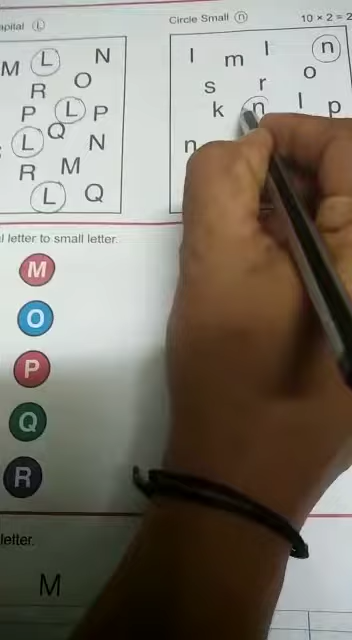 apital L
Circle Small n
10 × 2 = 2
M L N
R O
P L P
L Q N
R M
L Q
l m l n
s r o
k n l p
n
l letter to small letter.
M
O
P
Q
R
letter.
M